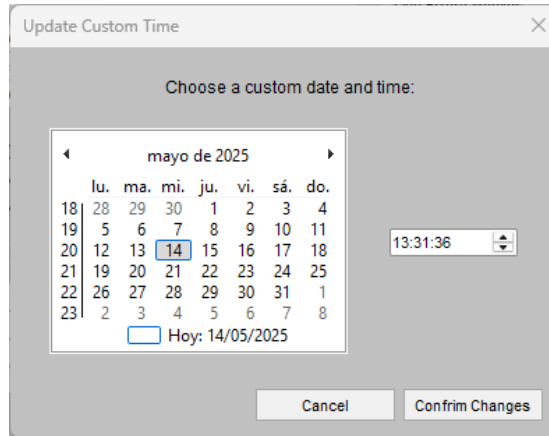 Update Custom Time
Choose a custom date and time:
mayo de 2025
lu. ma. mi. ju. vi. sá. do.
18 28 29 30 1 2 3 4
19 5 6 7 8 9 10 11
20 12 13 14 15 16 17 18
13:31:36
21 19 20 21 22 23 24 25
22 26 27 28 29 30 31 1
23 2 3 4 5 6 7 8
Hoy: 14/05/2025
Cancel
Confrim Changes